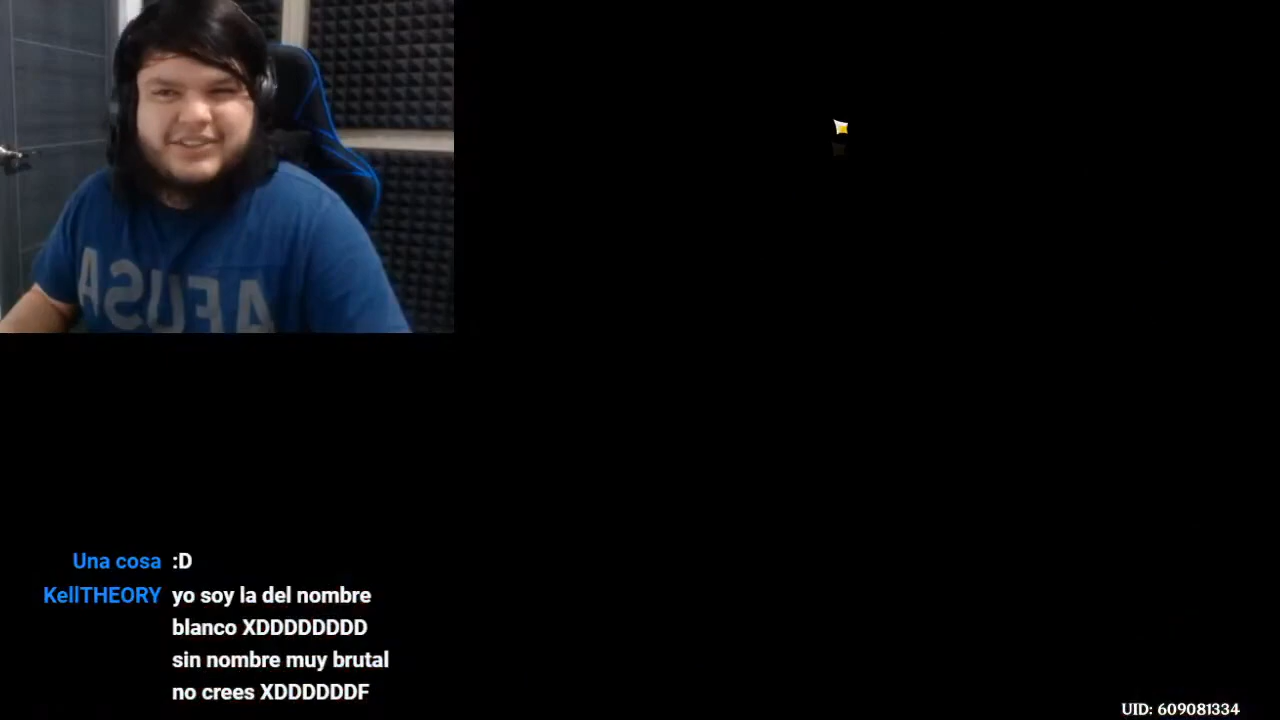 AFUSA
Una cosa :D
KellTHEORY yo soy la del nombre
blanco XDDDDDDDD
sin nombre muy brutal
no crees XDDDDDDF
UID: 609081334